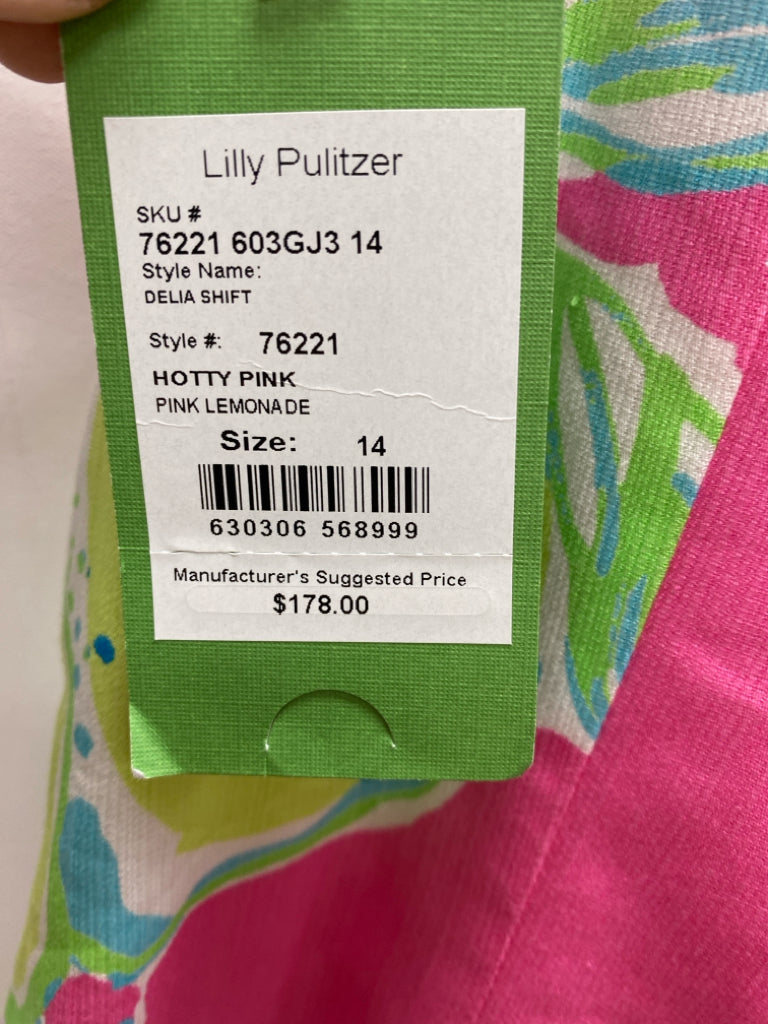 Lilly Pulitzer
SKU #
76221 603GJ3 14
Style Name:
DELIA SHIFT
Style #: 76221
HOTTY PINK
PINK LEMONADE
Size: 14
630306 568999
Manufacturer's Suggested Price
$178.00